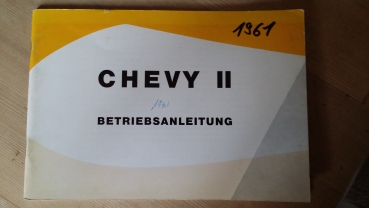 1961
CHEVY II
BETRIEBSANLEITUNG